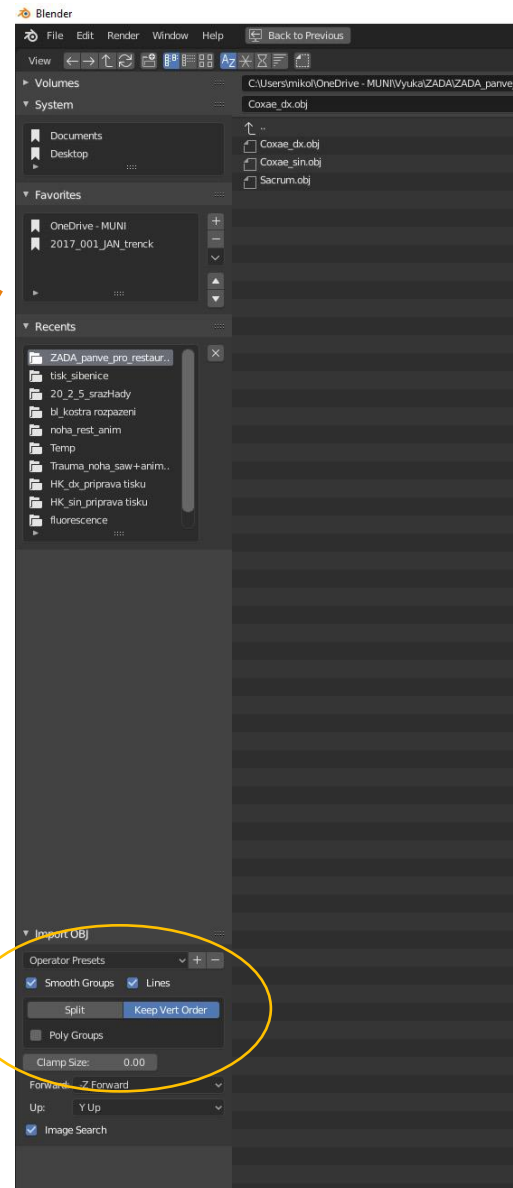 Blender
File Edit Render Window Help Back to Previous
View
Volumes
C:\Users\mikol\OneDrive - MUNI\Vyuka\ZADA\ZADA_panve
System
Coxae_dx.obj
Documents
Desktop
..
Coxae_dx.obj
Coxae_sin.obj
Sacrum.obj
Favorites
OneDrive - MUNI
2017_001_JAN_trenck
Recents
ZADA_panve_pro_restaur..
tisk_sibenice
20_2_5_srazHady
bl_kostra rozpazeni
noha_rest_anim
Temp
Trauma_noha_saw+anim..
HK_dx_priprava tisku
HK_sin_priprava tisku
fluorescence
Import OBJ
Operator Presets
Smooth Groups Lines
Split Keep Vert Order
Poly Groups
Clamp Size: 0.00
Forward: -Z Forward
Up: Y Up
Image Search